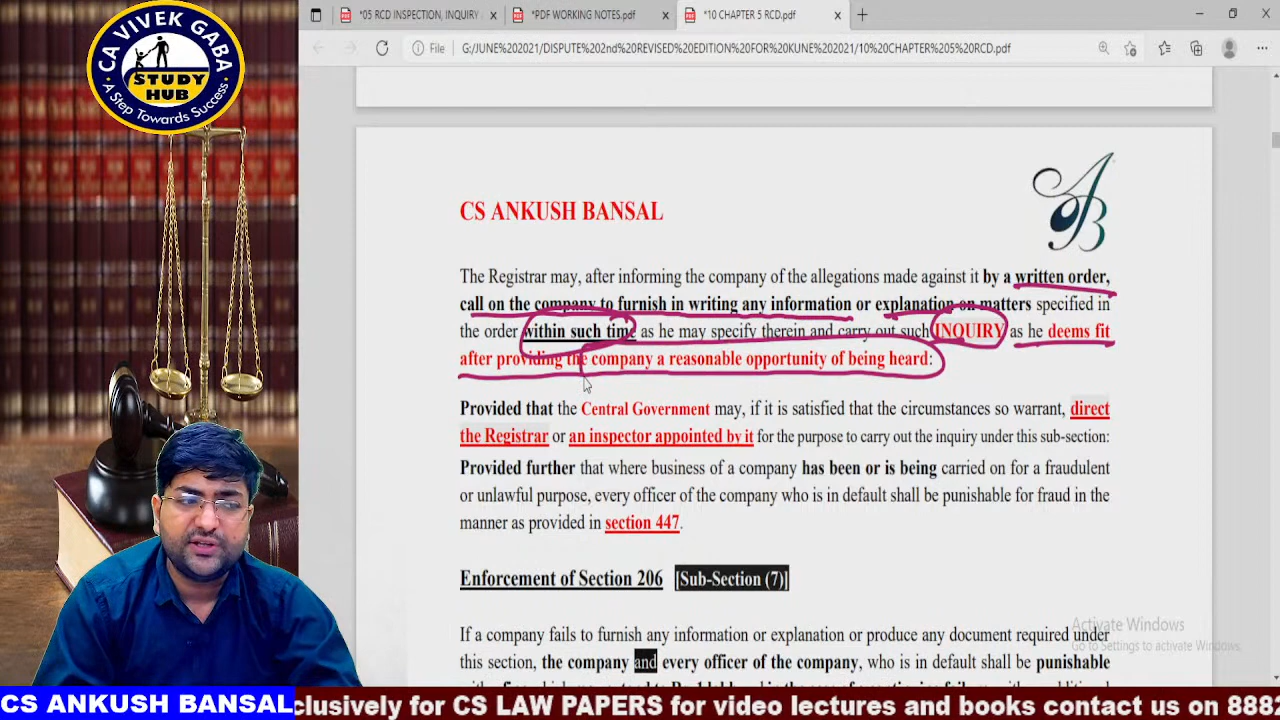 CA VIVEK GABA
STUDY
HUB
A Step Towards Success
*05 RCD INSPECTION, INQUIRY
*PDF WORKING NOTES.pdf
*10 CHAPTER 5 RCD.pdf
File
G:/JUNE%202021/DISPUTE%202nd%20REVISED%20EDITION%20FOR%20JUNE%202021/10%20CHAPTER%205%20RCD.pdf
CS ANKUSH BANSAL
AB
The Registrar may, after informing the company of the allegations made against it by a written order,
call on the company to furnish in writing any information or explanation on matters specified in
the order within such time as he may specify therein and carry out such INQUIRY as he deems fit
after providing the company a reasonable opportunity of being heard:
Provided that the Central Government may, if it is satisfied that the circumstances so warrant, direct
the Registrar or an inspector appointed by it for the purpose to carry out the inquiry under this sub-section:
Provided further that where business of a company has been or is being carried on for a fraudulent
or unlawful purpose, every officer of the company who is in default shall be punishable for fraud in the
manner as provided in section 447.
Enforcement of Section 206 [Sub-Section (7)]
If a company fails to furnish any information or explanation or produce any document required under
this section, the company and every officer of the company, who is in default shall be punishable
Activate Windows
Go to Settings to activate Windows.
CS ANKUSH BANSAL
clusively for CS LAW PAPERS for video lectures and books contact us on 888